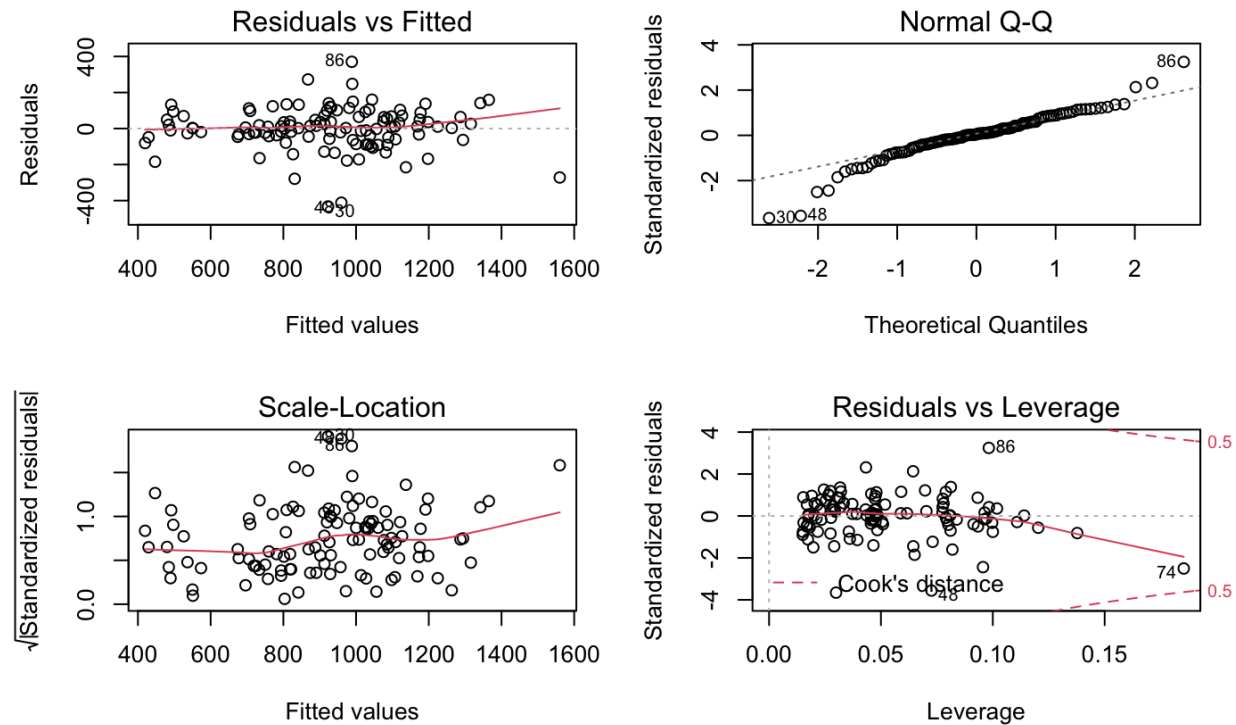 Residuals vs Fitted
Residuals
400
0
-400
86
48
30
400 600 800 1000 1200 1400 1600
Fitted values
Normal Q-Q
Standardized residuals
4
2
0
-2
86
30
48
-2 -1 0 1 2
Theoretical Quantiles
Scale-Location
√|Standardized residuals|
1.0
0.0
400 600 800 1000 1200 1400 1600
Fitted values
Residuals vs Leverage
Standardized residuals
4
2
0
-2
-4
86
0.5
74
Cook's distance
48
0.5
0.00 0.05 0.10 0.15
Leverage